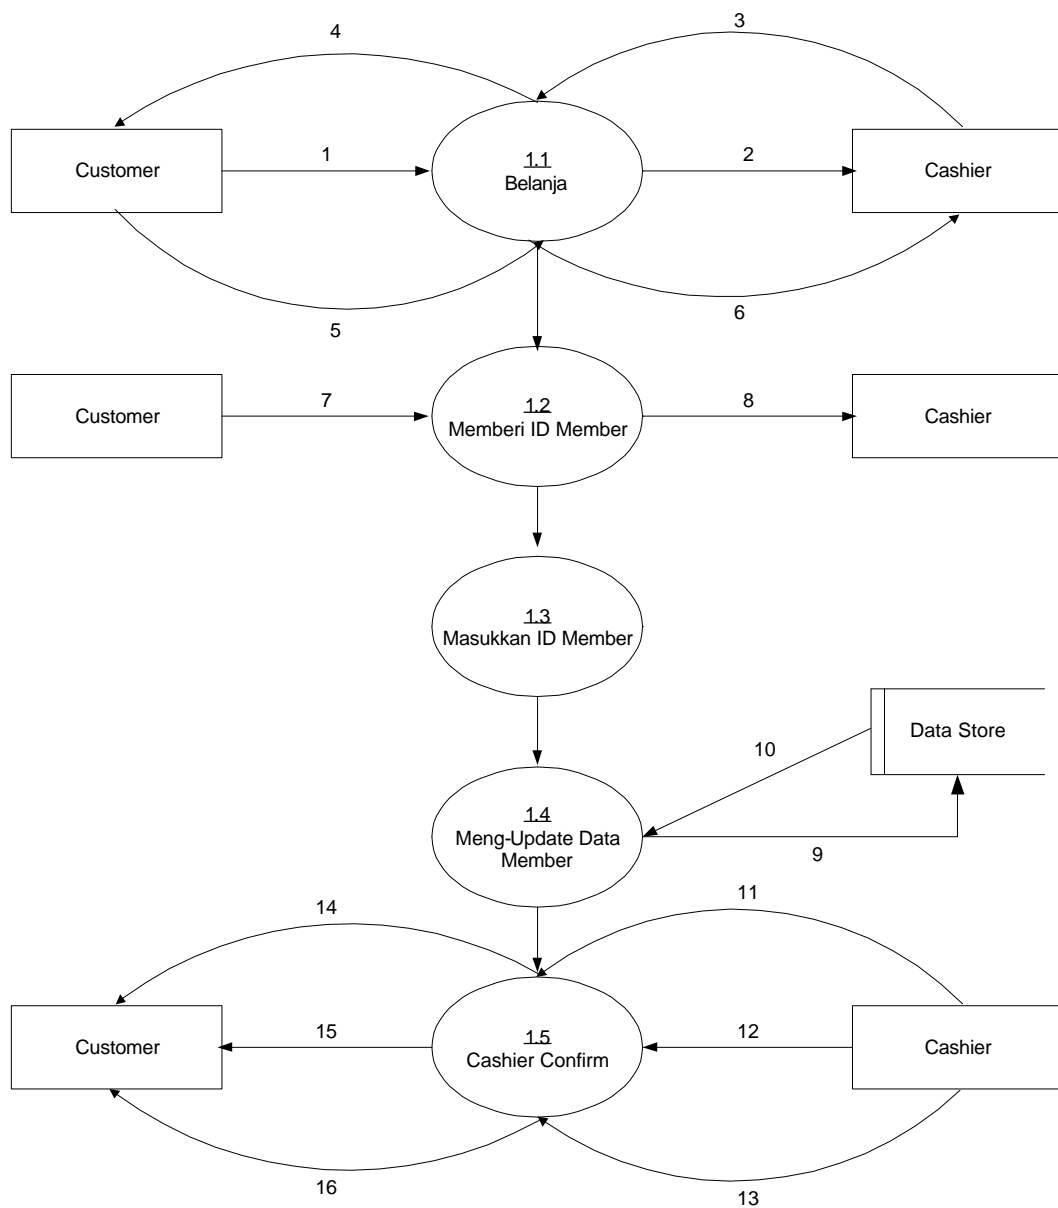 4
3
Customer
1
1.1
Belanja
2
Cashier
5
6
Customer
7
1.2
Memberi ID Member
8
Cashier
1.3
Masukkan ID Member
Data Store
10
1.4
Meng-Update Data
Member
9
14
11
Customer
15
1.5
Cashier Confirm
12
Cashier
16
13